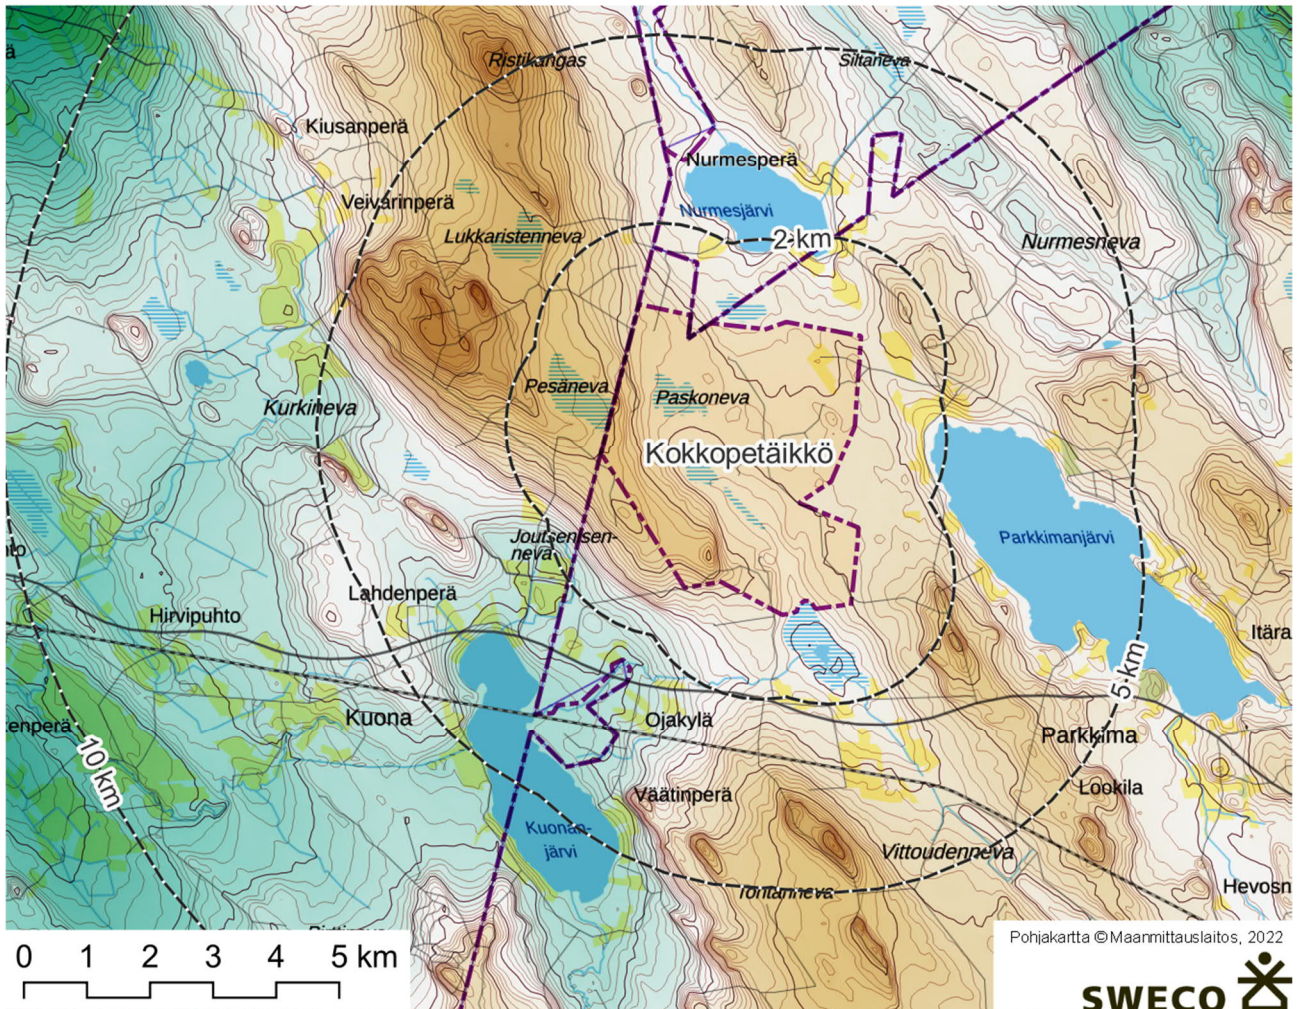 Ristikangas
Siltaneva
Kiusanperä
Nurmesperä
Veivarinperä
Nurmesjärvi
Lukkaristenneva
2 km
Nurmesneva
Pesäneva
Paskoneva
Kurkineva
Kokkopetäikkö
Joutsenisen-
neva
Parkkimanjärvi
Lahdenperä
Hirvipuhto
Itära
5 km
Kuona
Ojakylä
enperä
Parkkima
10 km
Lookila
Väätinperä
Kuonan-
järvi
Vittoudenneva
Hevosn
0 1 2 3 4 5 km
Pohjakartta © Maanmittauslaitos, 2022
SWECO